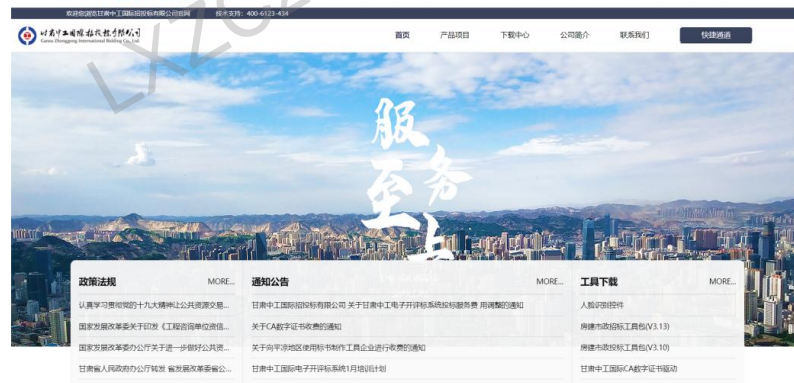 欢迎您浏览甘肃中工国际招投标有限公司官网 技术支持：400-6123-434
甘肃中工国际招投标有限公司
Gansu Zhonggong International Bidding Co., Ltd.
首页 产品项目 下载中心 公司简介 联系我们 快捷通道
服务
至上
政策法规 MORE...
认真学习贯彻党的十九大精神让公共资源交易...
国家发展改革委关于印发《工程咨询单位资信...
国家发展改革委办公厅关于进一步做好公共资...
甘肃省人民政府办公厅转发 省发展改革委省公...
通知公告 MORE...
甘肃中工国际招投标有限公司 关于甘肃中工电子开评标系统投标服务费 用调整的通知
关于CA数字证书收费的通知
关于向平凉地区使用标书制作工具企业进行收费的通知
甘肃中工国际电子开评标系统1月培训计划
工具下载 MORE...
人脸识别控件
房建市政招标工具包(V3.13)
房建市政投标工具包(V3.10)
甘肃中工国际CA数字证书驱动